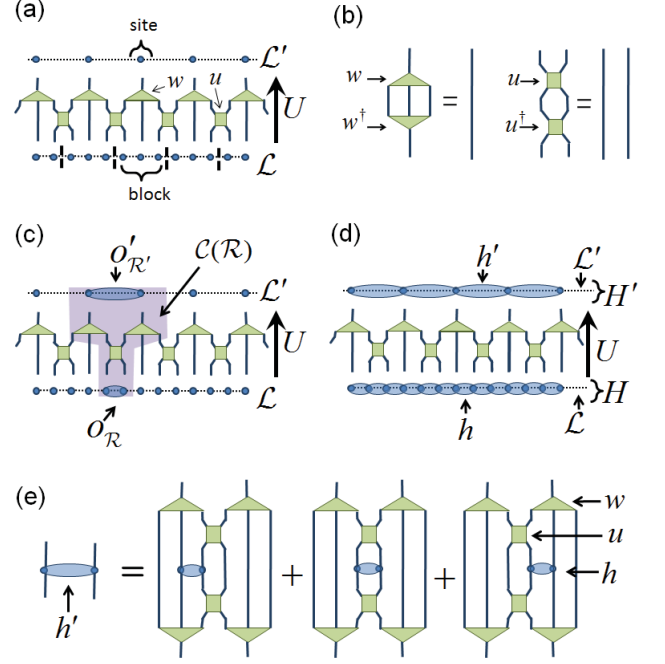 (a)
site
ℒ′
w
u
U
ℒ
block
(b)
w
w†
=
u
u†
=
(c)
o′ℛ′
𝒞(ℛ)
ℒ′
U
ℒ
oℛ
(d)
h′
ℒ′
H′
U
H
h
ℒ
(e)
w
u
h
= + +
h′